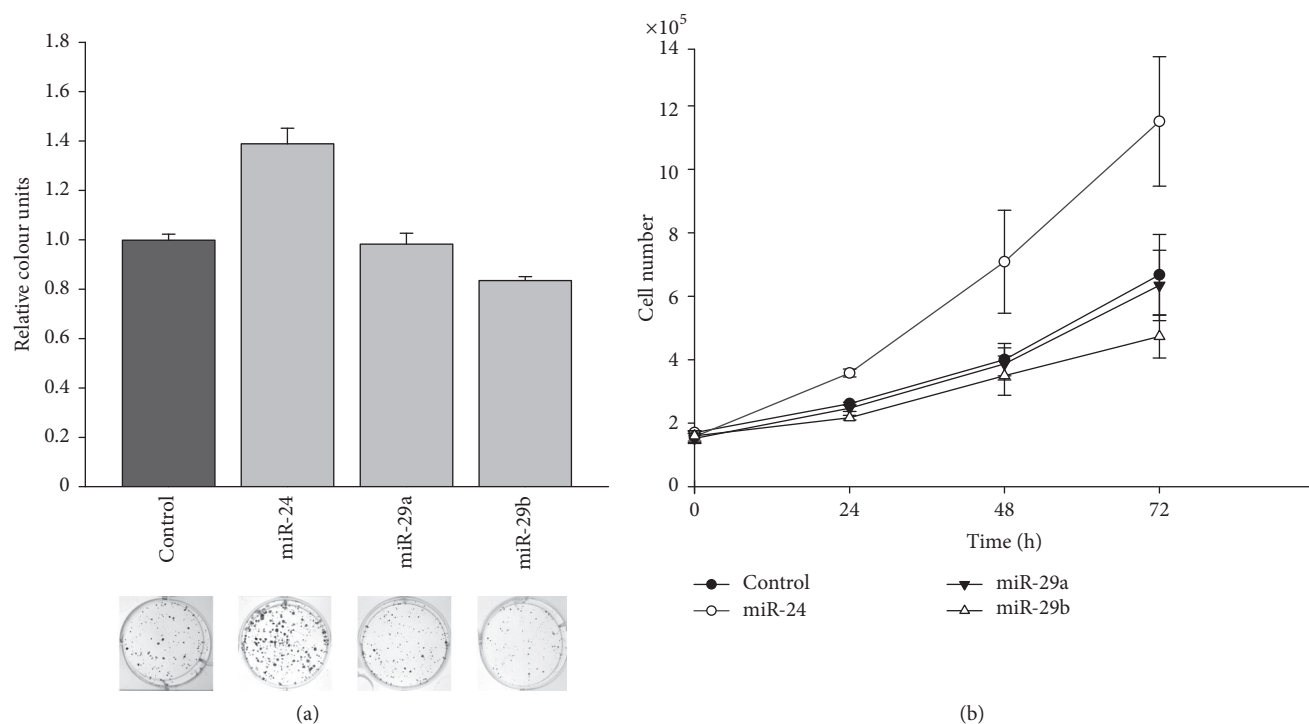 1.8
1.6
1.4
1.2
1.0
0.8
0.6
0.4
0.2
0
Relative colour units
Control
miR-24
miR-29a
miR-29b
(a)
×10⁵
14
12
10
8
6
4
2
0
Cell number
0 24 48 72
Time (h)
Control
miR-24
miR-29a
miR-29b
(b)